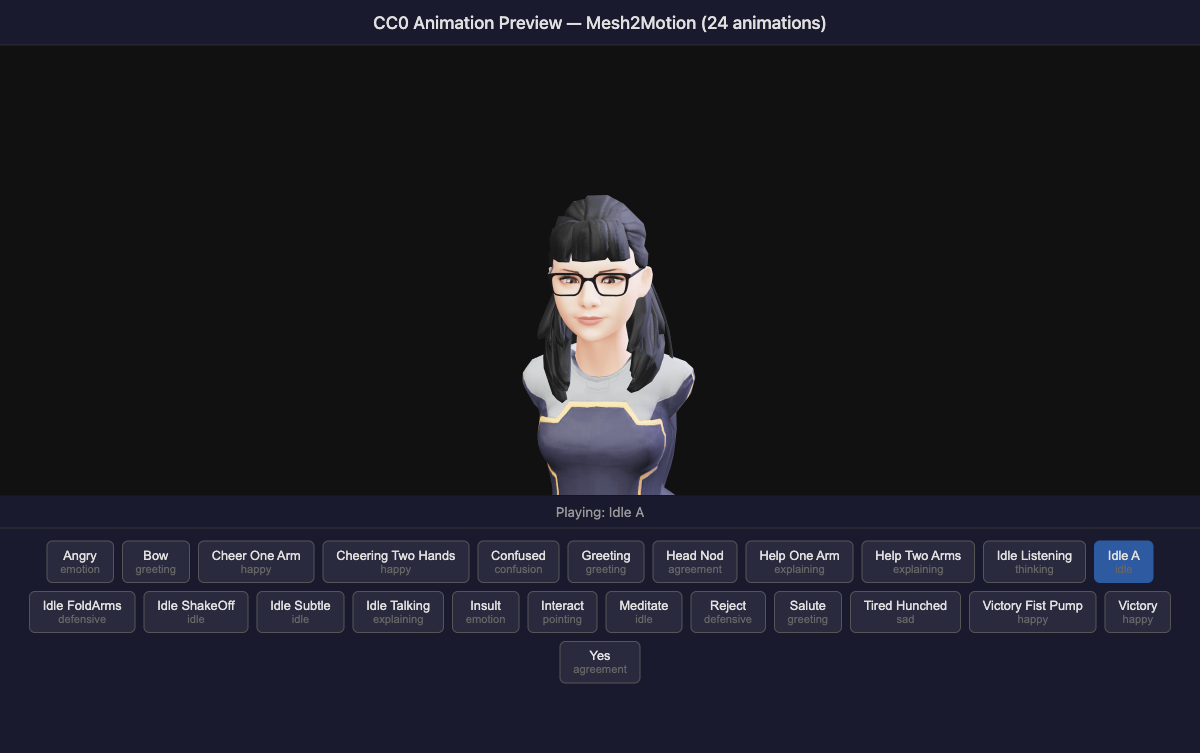 CC0 Animation Preview — Mesh2Motion (24 animations)
Playing: Idle A
Angry
emotion
Bow
greeting
Cheer One Arm
happy
Cheering Two Hands
happy
Confused
confusion
Greeting
greeting
Head Nod
agreement
Help One Arm
explaining
Help Two Arms
explaining
Idle Listening
thinking
Idle A
idle
Idle FoldArms
defensive
Idle ShakeOff
idle
Idle Subtle
idle
Idle Talking
explaining
Insult
emotion
Interact
pointing
Meditate
idle
Reject
defensive
Salute
greeting
Tired Hunched
sad
Victory Fist Pump
happy
Victory
happy
Yes
agreement